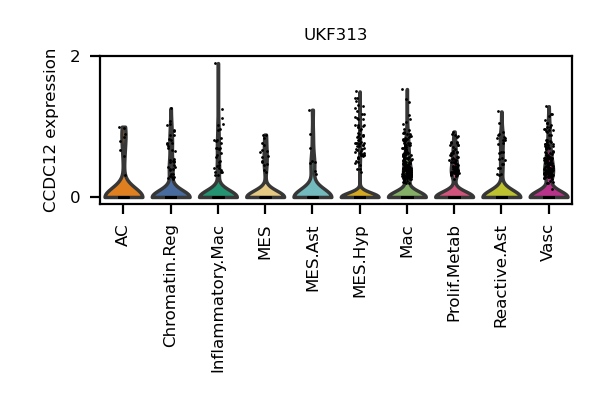 UKF313
CCDC12 expression
2
0
AC
Chromatin.Reg
Inflammatory.Mac
MES
MES.Ast
MES.Hyp
Mac
Prolif.Metab
Reactive.Ast
Vasc